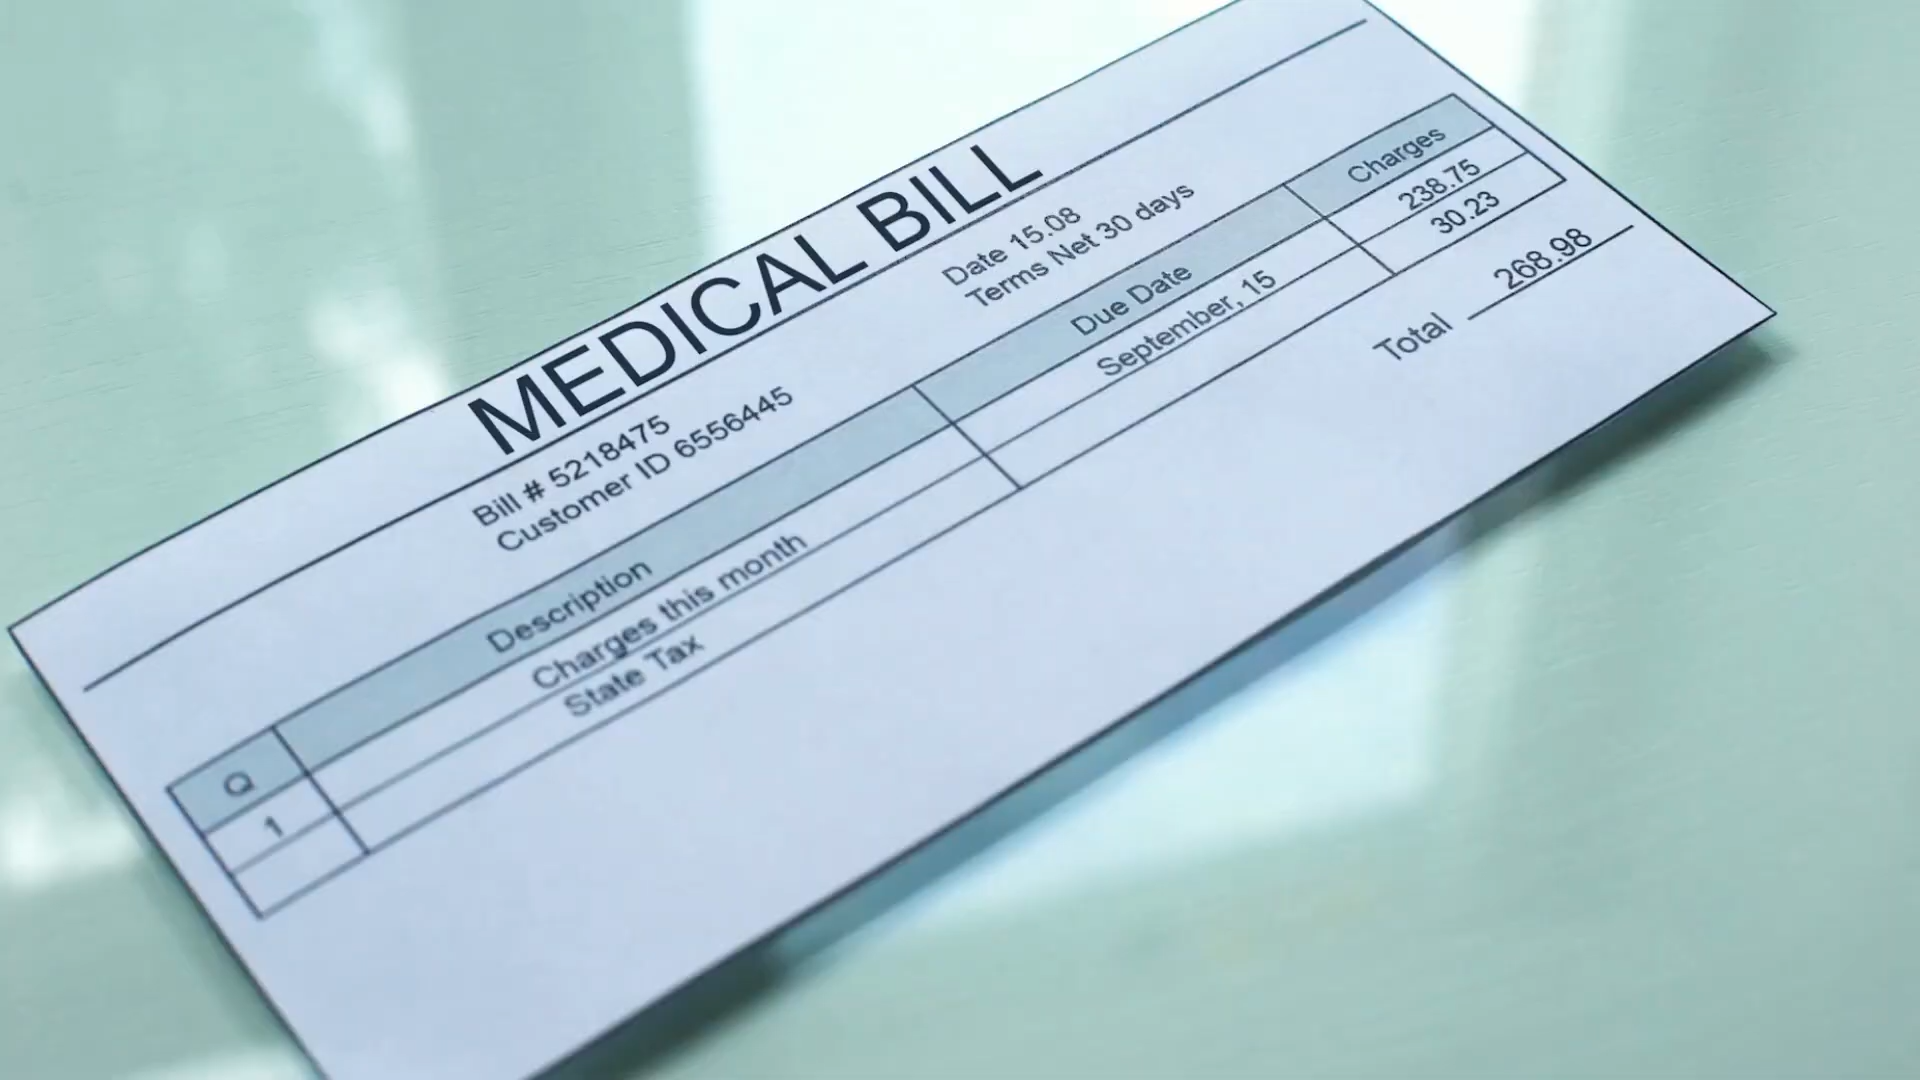 MEDICAL BILL
Bill # 5218475
Customer ID 6556445
Date 15.08
Terms Net 30 days
Q Description Due Date Charges
1 Charges this month September, 15 238.75
State Tax 30.23
Total 268.98